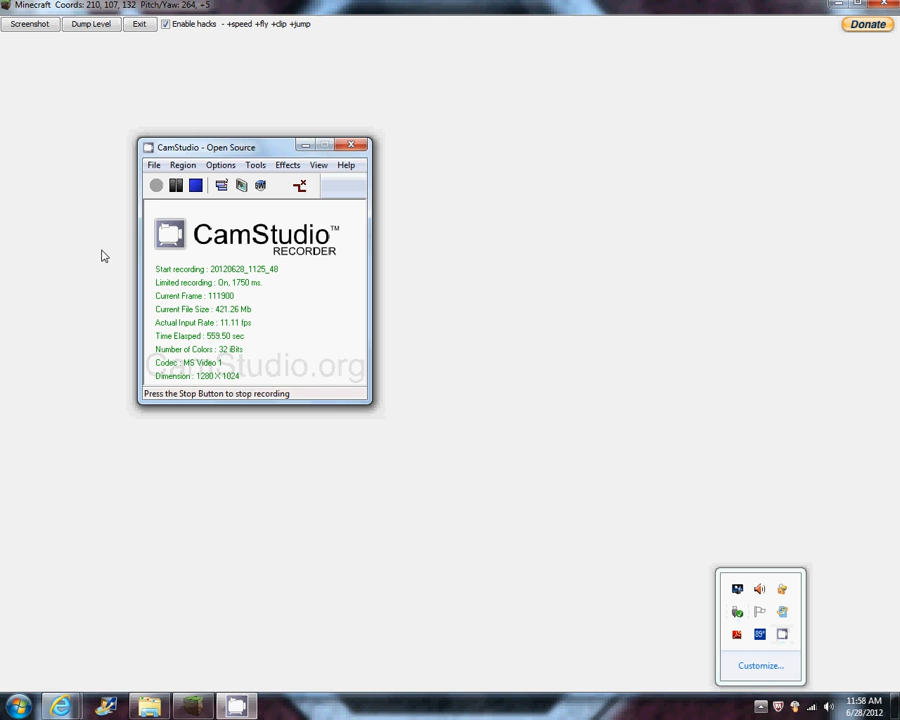 Minecraft Coords: 210, 107, 132 Pitch/Yaw: 264, +5
Screenshot Dump Level Exit Enable hacks - +speed +fly +clip +jump Donate
CamStudio - Open Source
File Region Options Tools Effects View Help
CamStudio™
RECORDER
Start recording : 20120628_1125_48
Limited recording : On, 1750 ms.
Current Frame : 111900
Current File Size : 421.26 Mb
Actual Input Rate : 11.11 fps
Time Elasped : 559.50 sec
Number of Colors : 32 iBits
Codec : MS Video 1
CamStudio.org
Dimension : 1280 X 1024
Press the Stop Button to stop recording
89°
Customize...
11:58 AM
6/28/2012